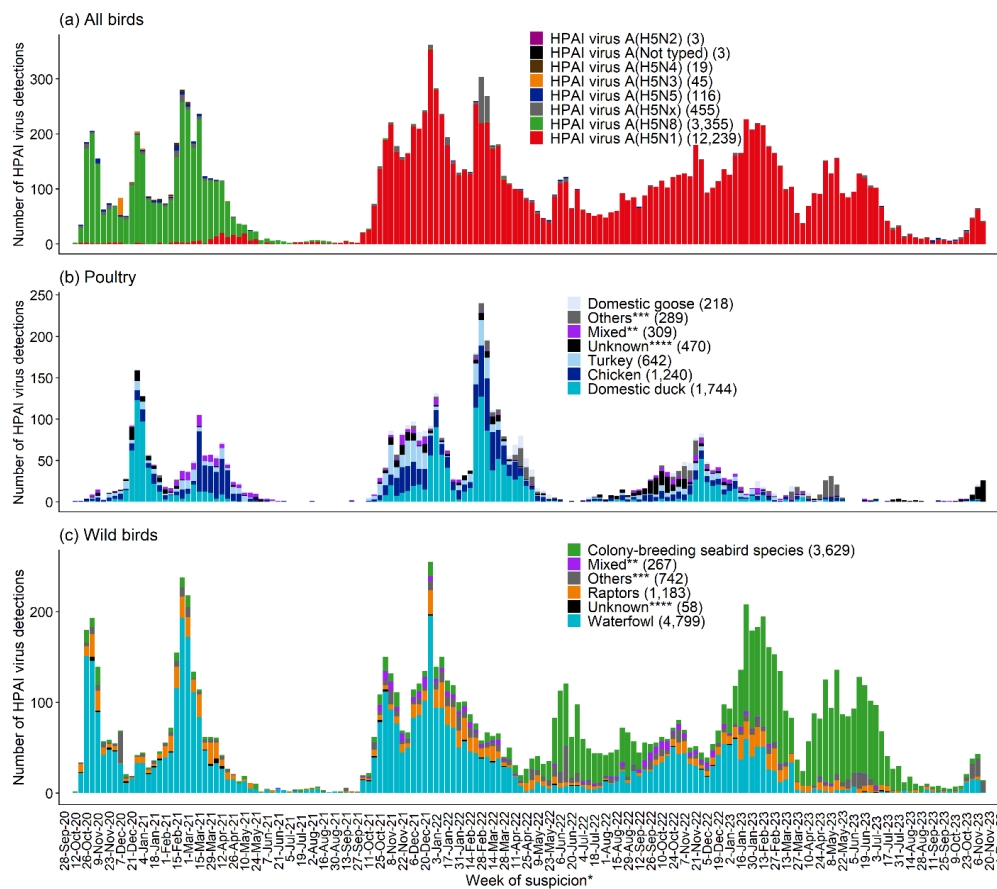 (a) All birds
Number of HPAI virus detections
300
200
100
0
HPAI virus A(H5N2) (3)
HPAI virus A(Not typed) (3)
HPAI virus A(H5N4) (19)
HPAI virus A(H5N3) (45)
HPAI virus A(H5N5) (116)
HPAI virus A(H5Nx) (455)
HPAI virus A(H5N8) (3,355)
HPAI virus A(H5N1) (12,239)
(b) Poultry
Number of HPAI virus detections
250
200
150
100
50
0
Domestic goose (218)
Others*** (289)
Mixed** (309)
Unknown**** (470)
Turkey (642)
Chicken (1,240)
Domestic duck (1,744)
(c) Wild birds
Number of HPAI virus detections
200
100
0
Colony-breeding seabird species (3,629)
Mixed** (267)
Others*** (742)
Raptors (1,183)
Unknown**** (58)
Waterfowl (4,799)
28-Sep-20
12-Oct-20
26-Oct-20
9-Nov-20
23-Nov-20
7-Dec-20
21-Dec-20
4-Jan-21
18-Jan-21
1-Feb-21
15-Feb-21
1-Mar-21
15-Mar-21
29-Mar-21
12-Apr-21
26-Apr-21
10-May-21
24-May-21
7-Jun-21
21-Jun-21
5-Jul-21
19-Jul-21
2-Aug-21
16-Aug-21
30-Aug-21
13-Sep-21
27-Sep-21
11-Oct-21
25-Oct-21
8-Nov-21
22-Nov-21
6-Dec-21
20-Dec-21
3-Jan-22
17-Jan-22
31-Jan-22
14-Feb-22
28-Feb-22
14-Mar-22
28-Mar-22
11-Apr-22
25-Apr-22
9-May-22
23-May-22
6-Jun-22
20-Jun-22
4-Jul-22
18-Jul-22
1-Aug-22
15-Aug-22
29-Aug-22
12-Sep-22
26-Sep-22
10-Oct-22
24-Oct-22
7-Nov-22
21-Nov-22
5-Dec-22
19-Dec-22
2-Jan-23
16-Jan-23
30-Jan-23
13-Feb-23
27-Feb-23
13-Mar-23
27-Mar-23
10-Apr-23
24-Apr-23
8-May-23
22-May-23
5-Jun-23
19-Jun-23
3-Jul-23
17-Jul-23
31-Jul-23
14-Aug-23
28-Aug-23
11-Sep-23
25-Sep-23
9-Oct-23
23-Oct-23
6-Nov-23
20-Nov-23
Week of suspicion*